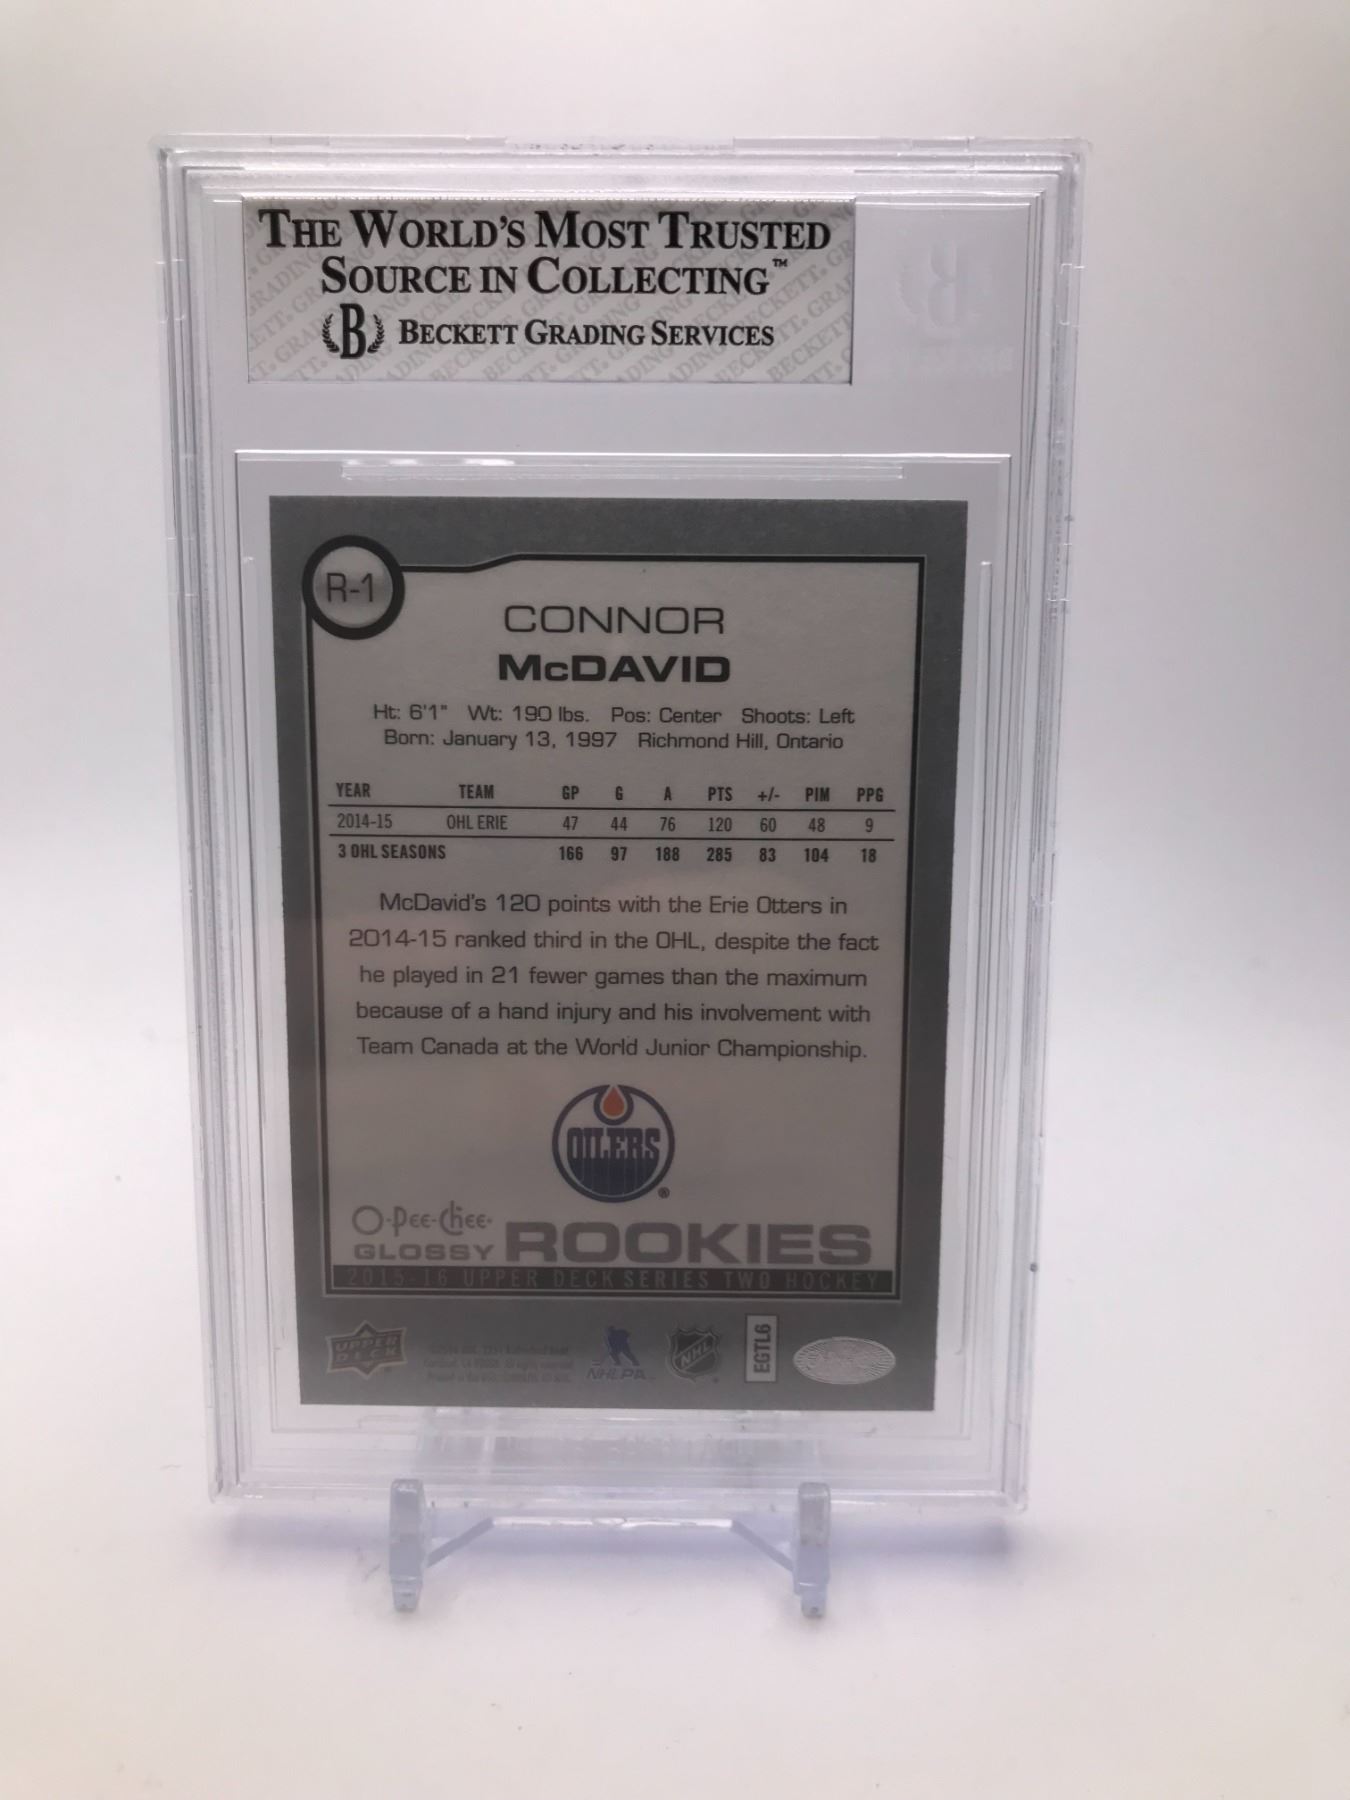 THE WORLD'S MOST TRUSTED
SOURCE IN COLLECTING™
B BECKETT GRADING SERVICES
R-1
CONNOR
McDAVID
Ht: 6'1" Wt: 190 lbs. Pos: Center Shoots: Left
Born: January 13, 1997 Richmond Hill, Ontario
YEAR TEAM GP G A PTS +/- PIM PPG
2014-15 OHL ERIE 47 44 76 120 60 48 9
3 OHL SEASONS 166 97 188 285 83 104 18
McDavid's 120 points with the Erie Otters in
2014-15 ranked third in the OHL, despite the fact
he played in 21 fewer games than the maximum
because of a hand injury and his involvement with
Team Canada at the World Junior Championship.
OILERS
®
O-Pee-Chee
GLOSSY ROOKIES
2015-16 UPPER DECK SERIES TWO HOCKEY
UPPER DECK
NHLPA
NHL
EGTL6